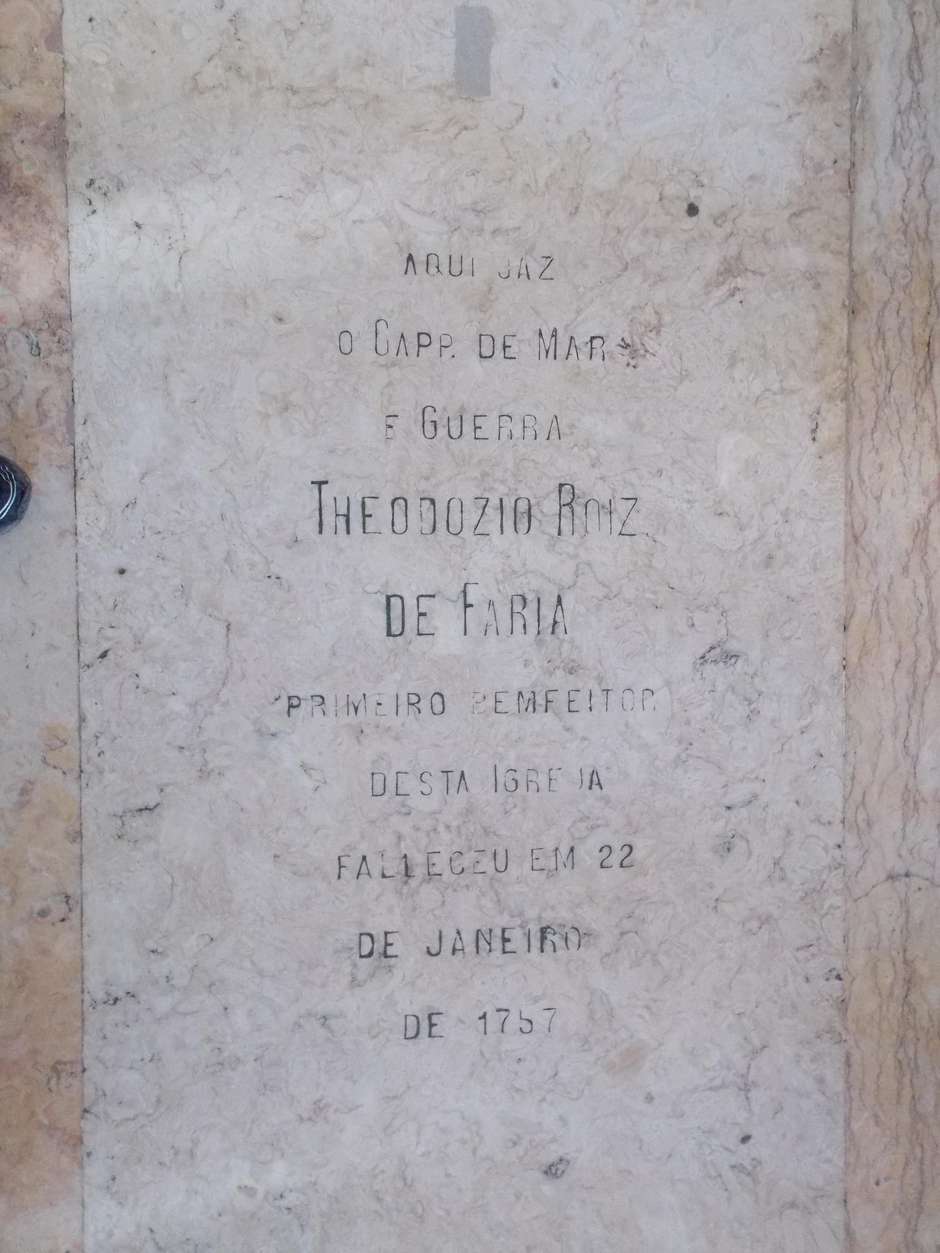 AQUI JAZ
O CAPP. DE MAR
E GUERRA
THEODOZIO ROIZ
DE FARIA
PRIMEIRO BEMFEITOR
DESTA IGREJA
FALLECEU EM 22
DE JANEIRO
DE 1757